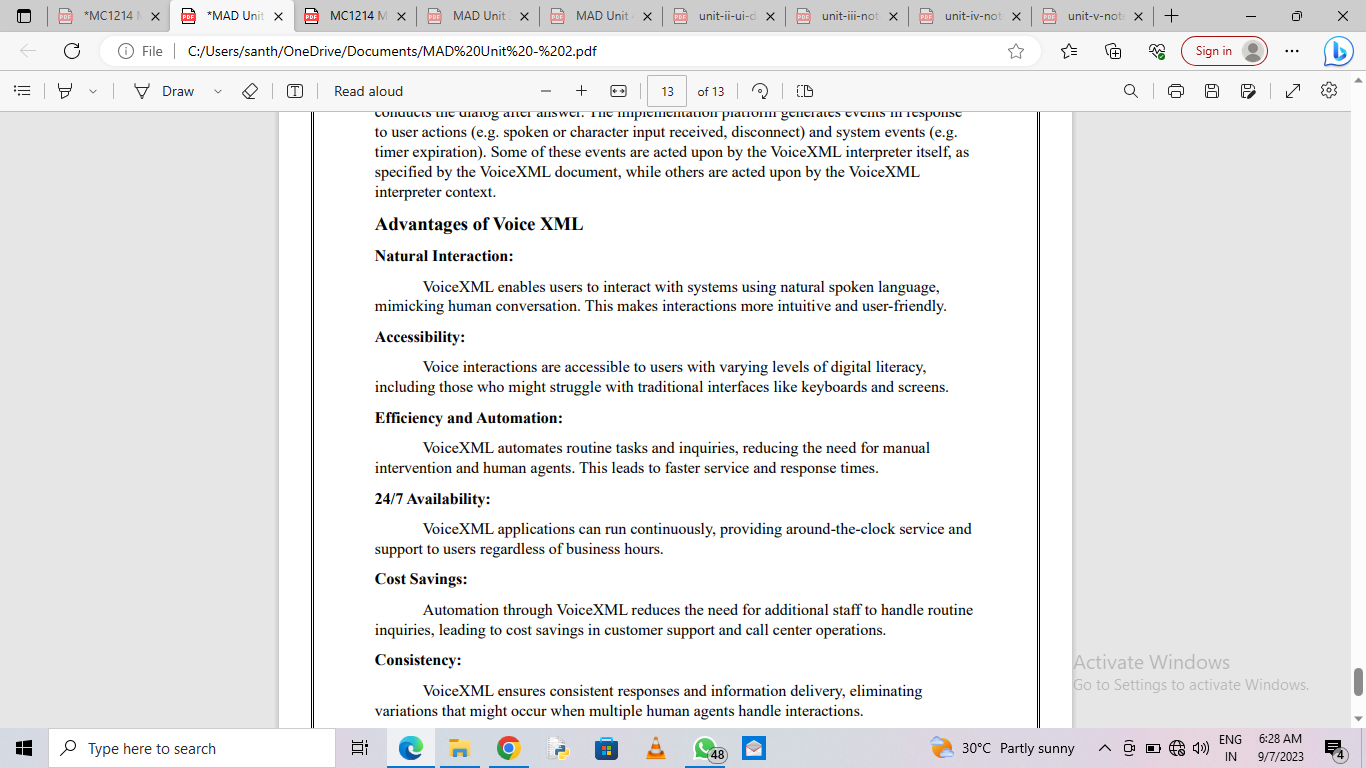 *MC1214 M
*MAD Unit
MC1214 M
MAD Unit
MAD Unit
unit-ii-ui-d
unit-iii-not
unit-iv-not
unit-v-not
File
C:/Users/santh/OneDrive/Documents/MAD%20Unit%20-%202.pdf
Sign in
Draw
Read aloud
13
of 13
conducts the dialog after answer. The implementation platform generates events in response
to user actions (e.g. spoken or character input received, disconnect) and system events (e.g.
timer expiration). Some of these events are acted upon by the VoiceXML interpreter itself, as
specified by the VoiceXML document, while others are acted upon by the VoiceXML
interpreter context.
Advantages of Voice XML
Natural Interaction:
VoiceXML enables users to interact with systems using natural spoken language,
mimicking human conversation. This makes interactions more intuitive and user-friendly.
Accessibility:
Voice interactions are accessible to users with varying levels of digital literacy,
including those who might struggle with traditional interfaces like keyboards and screens.
Efficiency and Automation:
VoiceXML automates routine tasks and inquiries, reducing the need for manual
intervention and human agents. This leads to faster service and response times.
24/7 Availability:
VoiceXML applications can run continuously, providing around-the-clock service and
support to users regardless of business hours.
Cost Savings:
Automation through VoiceXML reduces the need for additional staff to handle routine
inquiries, leading to cost savings in customer support and call center operations.
Consistency:
VoiceXML ensures consistent responses and information delivery, eliminating
variations that might occur when multiple human agents handle interactions.
Activate Windows
Go to Settings to activate Windows.
Type here to search
48
30°C Partly sunny
ENG
IN
6:28 AM
9/7/2023
4